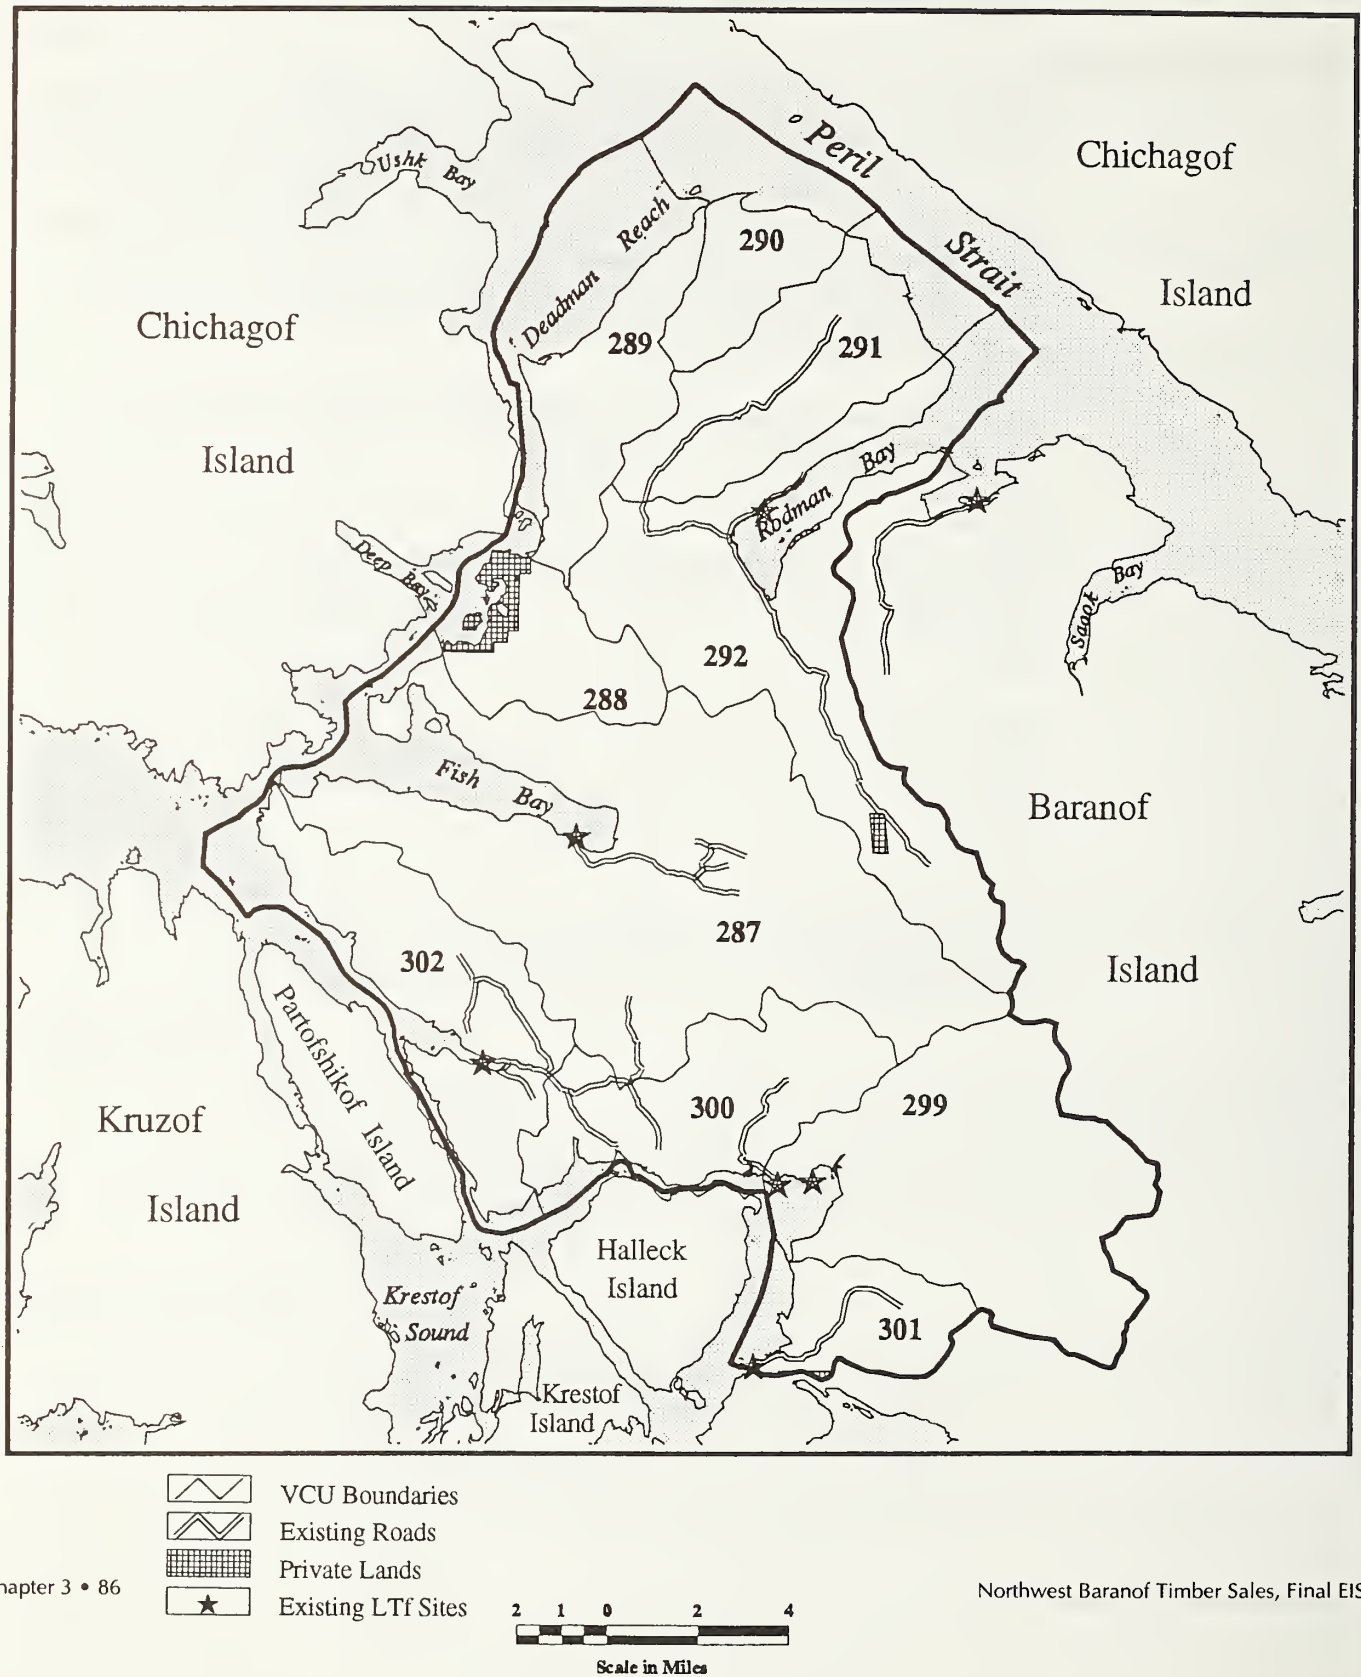 Peril
Strait
Chichagof
Island
Ushk
Bay
Deadman
Reach
290
289
291
Chichagof
Island
Rodman
Bay
Deep
Bay
Saook
Bay
292
288
Fish
Bay
Baranof
Island
287
302
Partofshikof Island
Kruzof
Island
300
299
Halleck
Island
Krestof
Sound
301
Krestof
Island
VCU Boundaries
Existing Roads
Private Lands
Existing LTf Sites
hapter 3 • 86
Northwest Baranof Timber Sales, Final EIS
2 1 0 2 4
Scale in Miles